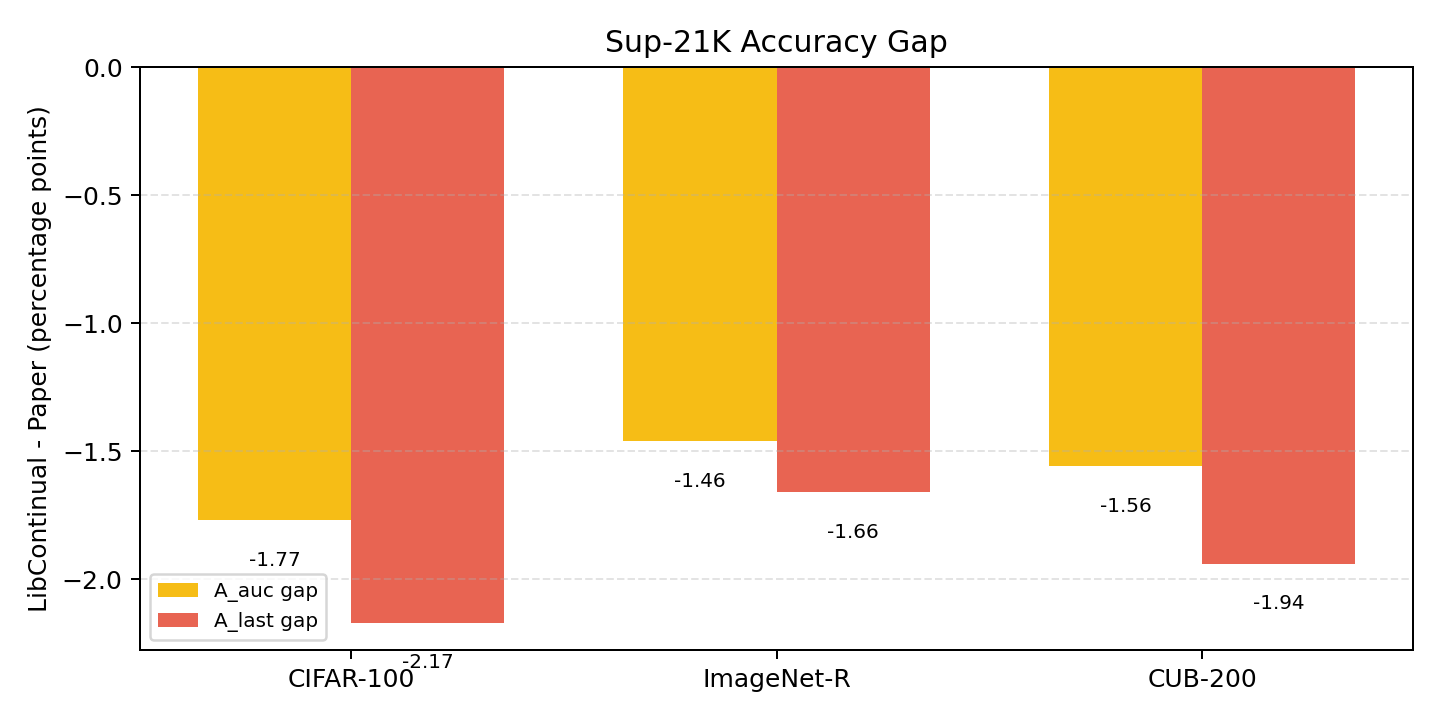 Sup-21K Accuracy Gap
LibContinual - Paper (percentage points)
0.0
−0.5
−1.0
−1.5
−2.0
-1.77
-2.17
-1.46
-1.66
-1.56
-1.94
A_auc gap
A_last gap
CIFAR-100
ImageNet-R
CUB-200